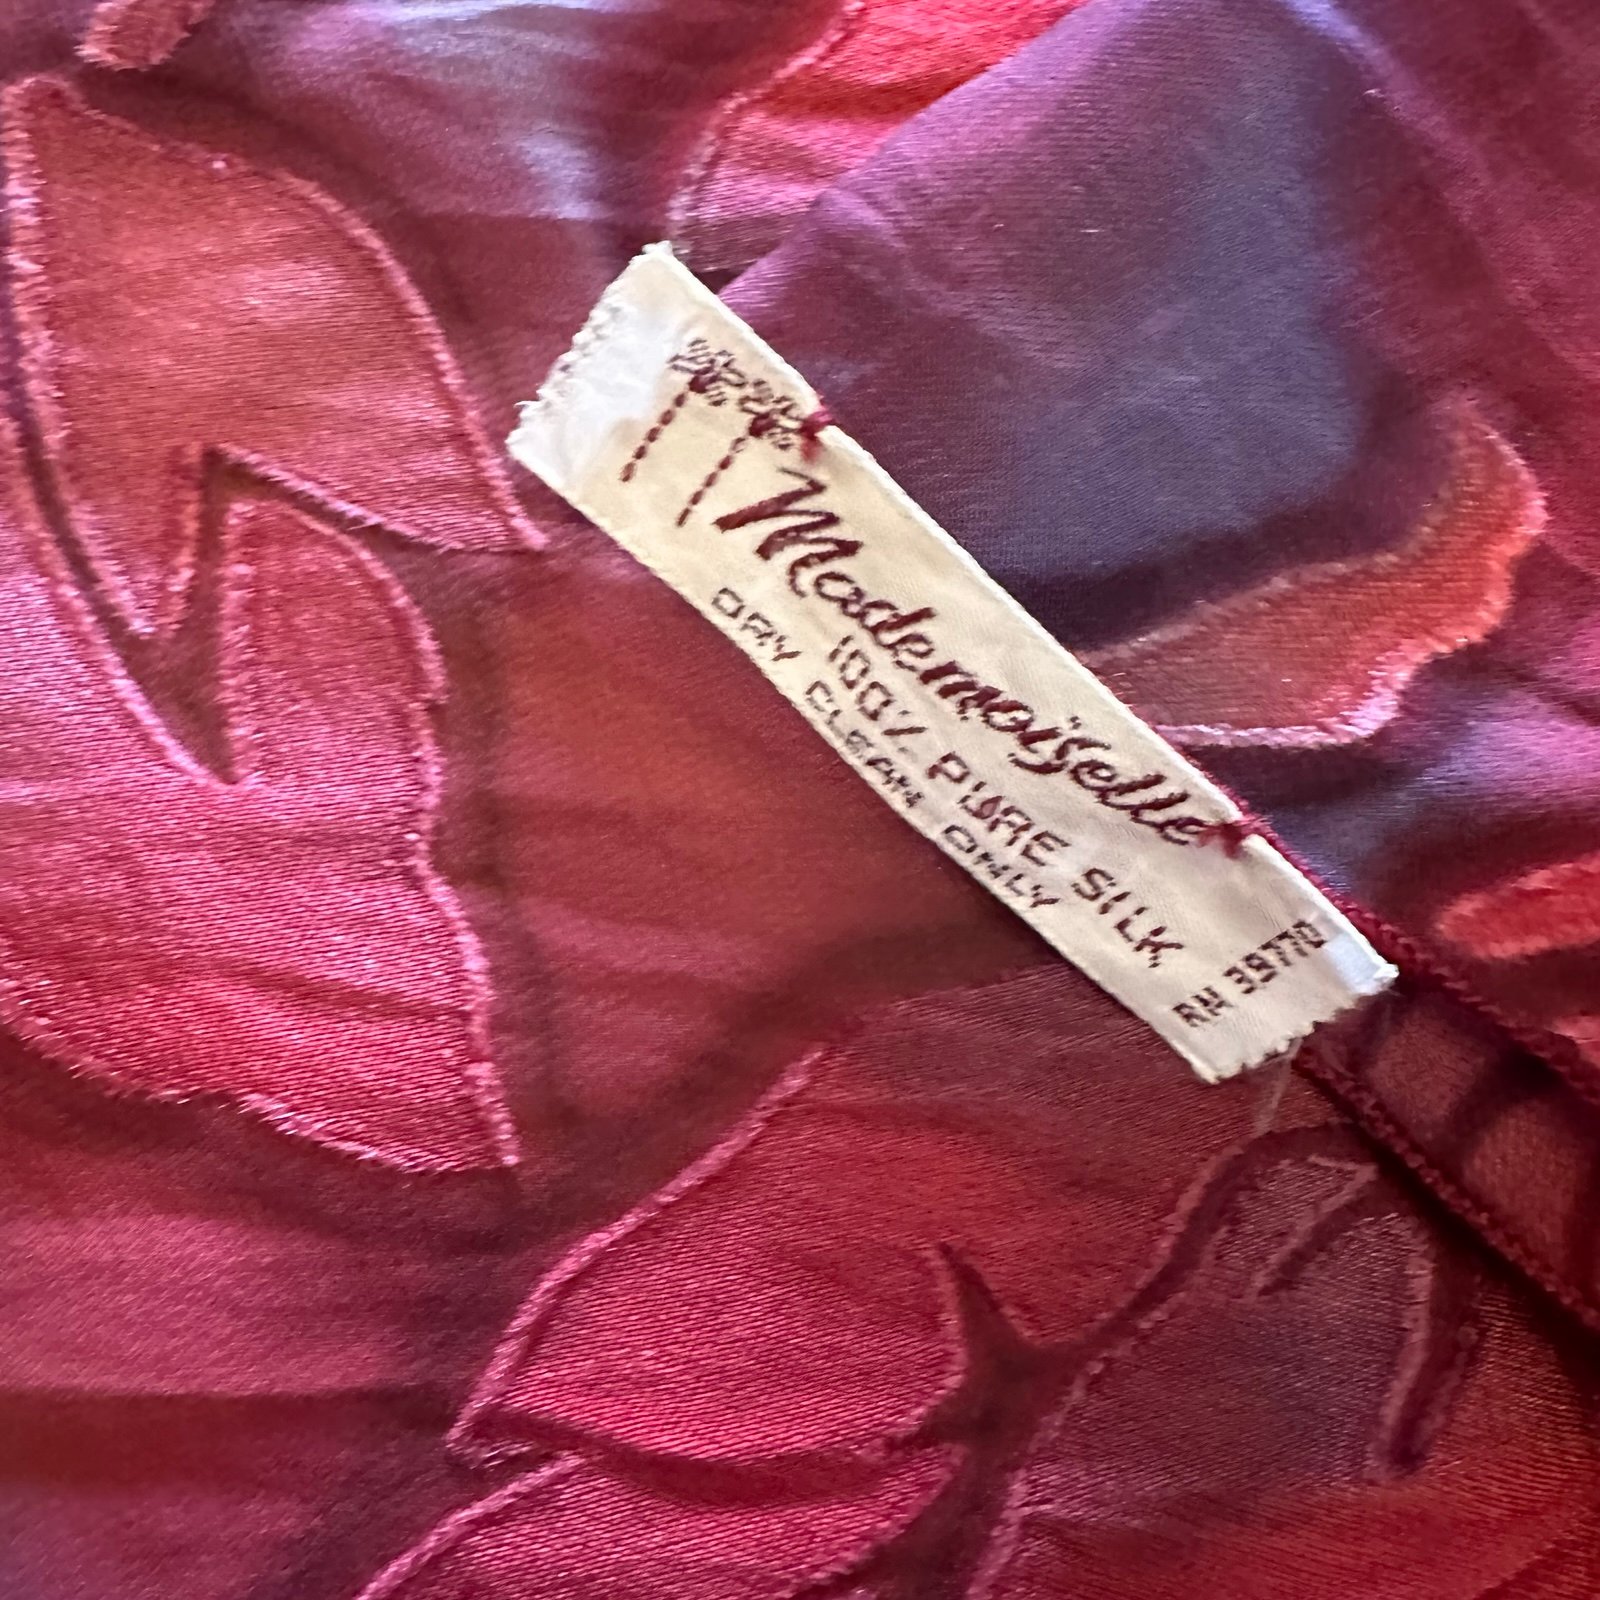 Mademoiselle
100% PURE SILK
DRY CLEAN ONLY
RN 39770